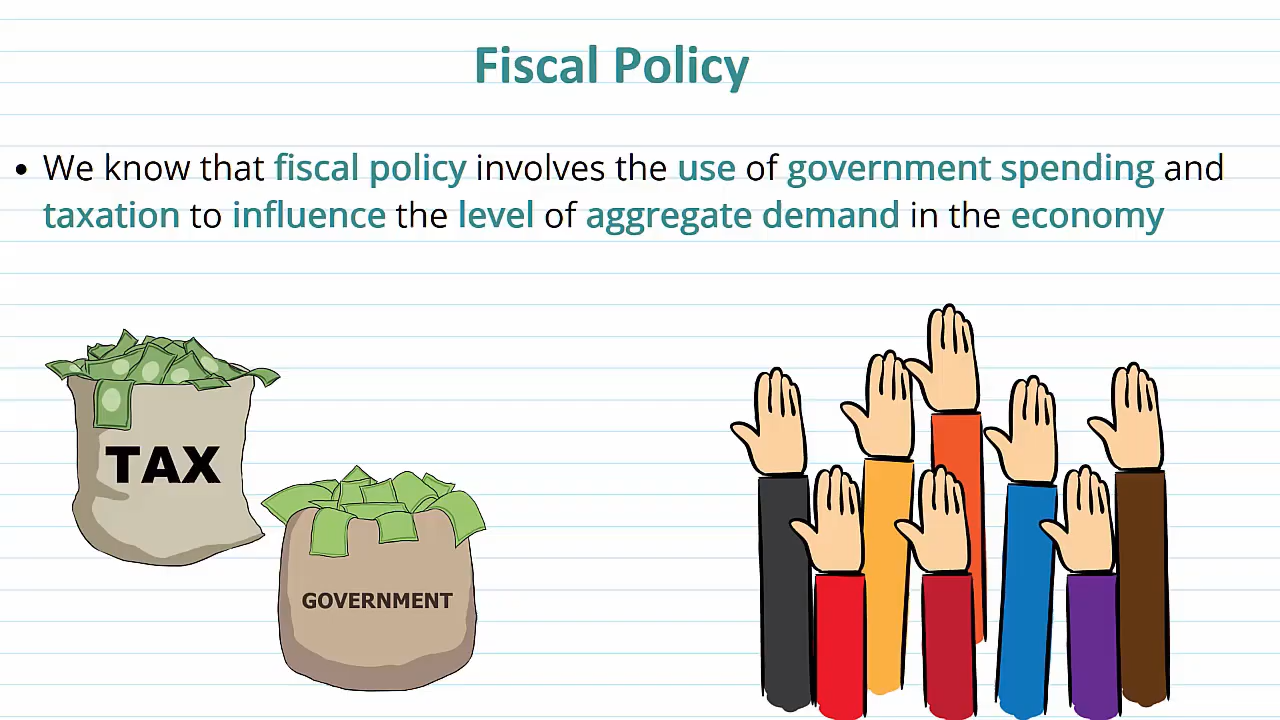 Fiscal Policy
• We know that fiscal policy involves the use of government spending and
taxation to influence the level of aggregate demand in the economy
TAX
GOVERNMENT